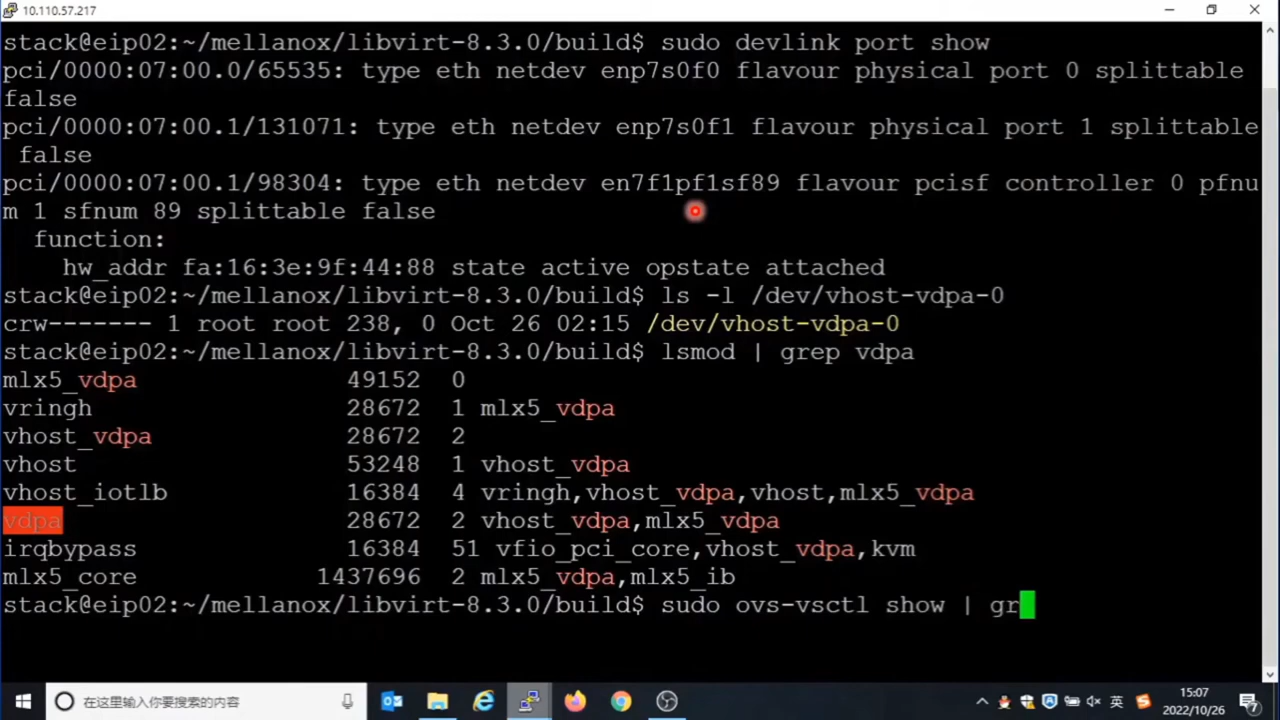 10.110.57.217
stack@eip02:~/mellanox/libvirt-8.3.0/build$ sudo devlink port show
pci/0000:07:00.0/65535: type eth netdev enp7s0f0 flavour physical port 0 splittable
false
pci/0000:07:00.1/131071: type eth netdev enp7s0f1 flavour physical port 1 splittable
 false
pci/0000:07:00.1/98304: type eth netdev en7f1pf1sf89 flavour pcisf controller 0 pfnu
m 1 sfnum 89 splittable false
  function:
    hw_addr fa:16:3e:9f:44:88 state active opstate attached
stack@eip02:~/mellanox/libvirt-8.3.0/build$ ls -l /dev/vhost-vdpa-0
crw------- 1 root root 238, 0 Oct 26 02:15 /dev/vhost-vdpa-0
stack@eip02:~/mellanox/libvirt-8.3.0/build$ lsmod | grep vdpa
mlx5_vdpa              49152  0
vringh                 28672  1 mlx5_vdpa
vhost_vdpa             28672  2
vhost                  53248  1 vhost_vdpa
vhost_iotlb            16384  4 vringh,vhost_vdpa,vhost,mlx5_vdpa
vdpa                   28672  2 vhost_vdpa,mlx5_vdpa
irqbypass              16384  51 vfio_pci_core,vhost_vdpa,kvm
mlx5_core            1437696  2 mlx5_vdpa,mlx5_ib
stack@eip02:~/mellanox/libvirt-8.3.0/build$ sudo ovs-vsctl show | gr
在这里输入你要搜索的内容
英
15:07
2022/10/26
7